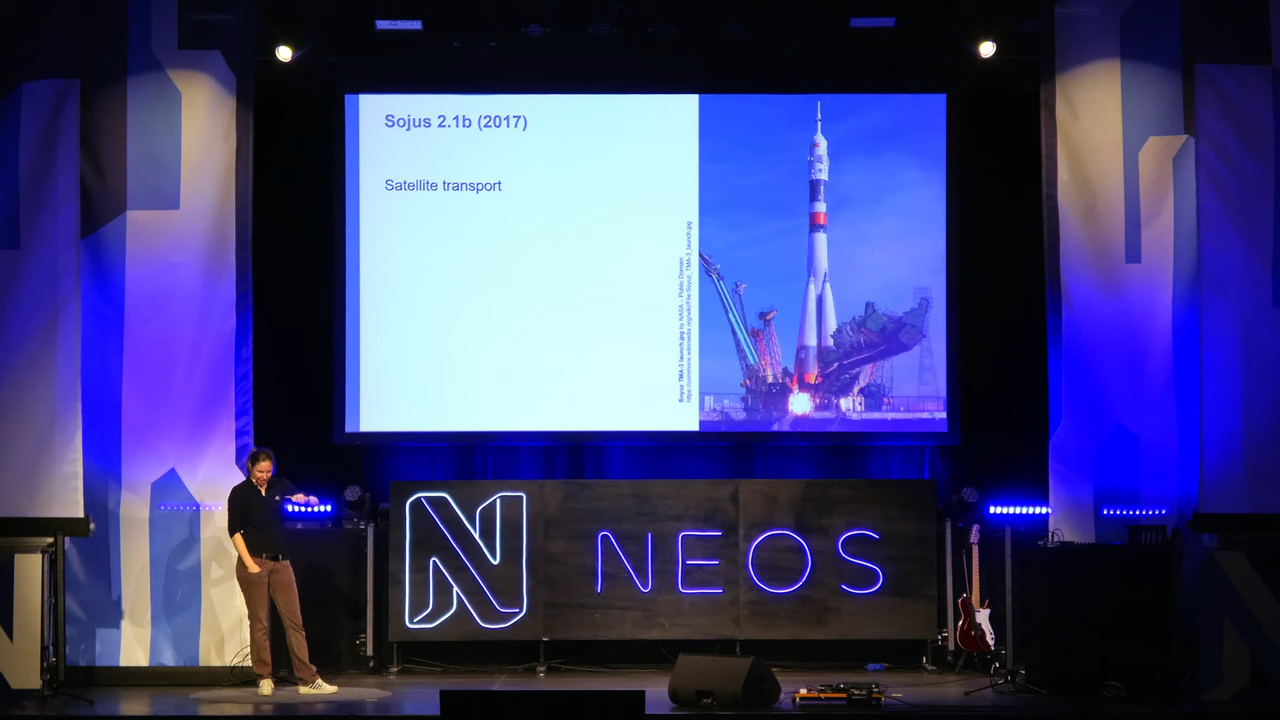 Sojus 2.1b (2017)
Satellite transport
Soyuz TMA-3 launch.jpg by NASA – Public Domain
https://commons.wikimedia.org/wiki/File:Soyuz_TMA-3_launch.jpg
N NEOS